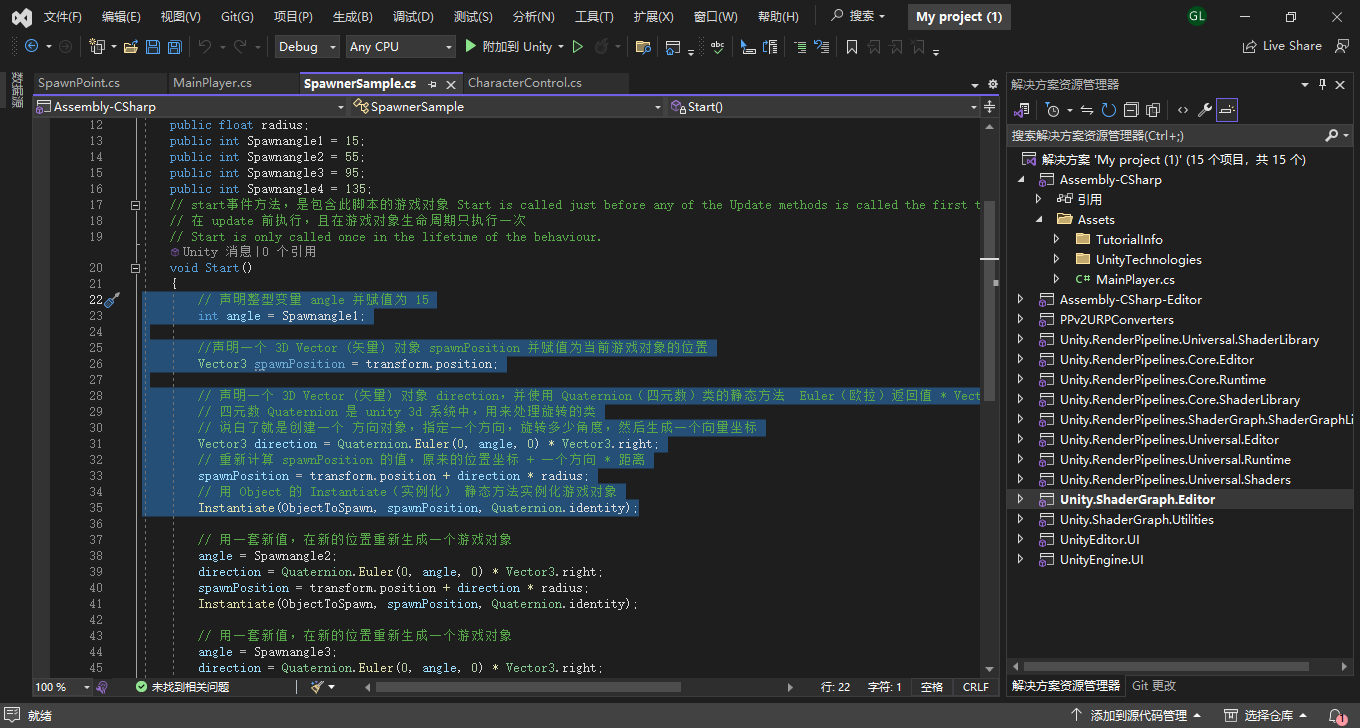 文件(F) 编辑(E) 视图(V) Git(G) 项目(P) 生成(B) 调试(D) 测试(S) 分析(N) 工具(T) 扩展(X) 窗口(W) 帮助(H) 搜索 My project (1) GL
Debug Any CPU 附加到 Unity Live Share
数据源
SpawnPoint.cs MainPlayer.cs SpawnerSample.cs CharacterControl.cs
Assembly-CSharp SpawnerSample Start()
12 public float radius;
13 public int Spawnangle1 = 15;
14 public int Spawnangle2 = 55;
15 public int Spawnangle3 = 95;
16 public int Spawnangle4 = 135;
17 // start事件方法，是包含此脚本的游戏对象 Start is called just before any of the Update methods is called the first t
18 // 在 update 前执行，且在游戏对象生命周期只执行一次
19 // Start is only called once in the lifetime of the behaviour.
Unity 消息|0 个引用
20 void Start()
21 {
22 // 声明整型变量 angle 并赋值为 15
23 int angle = Spawnangle1;
24
25 //声明一个 3D Vector（矢量）对象 spawnPosition 并赋值为当前游戏对象的位置
26 Vector3 spawnPosition = transform.position;
27
28 // 声明一个 3D Vector（矢量）对象 direction，并使用 Quaternion（四元数）类的静态方法 Euler（欧拉）返回值 * Vect
29 // 四元数 Quaternion 是 unity 3d 系统中，用来处理旋转的类
30 // 说白了就是创建一个 方向对象，指定一个方向，旋转多少角度，然后生成一个向量坐标
31 Vector3 direction = Quaternion.Euler(0, angle, 0) * Vector3.right;
32 // 重新计算 spawnPosition 的值，原来的位置坐标 + 一个方向 * 距离
33 spawnPosition = transform.position + direction * radius;
34 // 用 Object 的 Instantiate（实例化） 静态方法实例化游戏对象
35 Instantiate(ObjectToSpawn, spawnPosition, Quaternion.identity);
36
37 // 用一套新值，在新的位置重新生成一个游戏对象
38 angle = Spawnangle2;
39 direction = Quaternion.Euler(0, angle, 0) * Vector3.right;
40 spawnPosition = transform.position + direction * radius;
41 Instantiate(ObjectToSpawn, spawnPosition, Quaternion.identity);
42
43 // 用一套新值，在新的位置重新生成一个游戏对象
44 angle = Spawnangle3;
45 direction = Quaternion.Euler(0, angle, 0) * Vector3.right;
100 % 未找到相关问题 行: 22 字符: 1 空格 CRLF
解决方案资源管理器
搜索解决方案资源管理器(Ctrl+;)
解决方案 'My project (1)' (15 个项目，共 15 个)
Assembly-CSharp
引用
Assets
TutorialInfo
UnityTechnologies
C# MainPlayer.cs
Assembly-CSharp-Editor
PPv2URPConverters
Unity.RenderPipeline.Universal.ShaderLibrary
Unity.RenderPipelines.Core.Editor
Unity.RenderPipelines.Core.Runtime
Unity.RenderPipelines.Core.ShaderLibrary
Unity.RenderPipelines.ShaderGraph.ShaderGraphLi
Unity.RenderPipelines.Universal.Editor
Unity.RenderPipelines.Universal.Runtime
Unity.RenderPipelines.Universal.Shaders
Unity.ShaderGraph.Editor
Unity.ShaderGraph.Utilities
UnityEditor.UI
UnityEngine.UI
解决方案资源管理器 Git 更改
就绪 添加到源代码管理 选择仓库 1